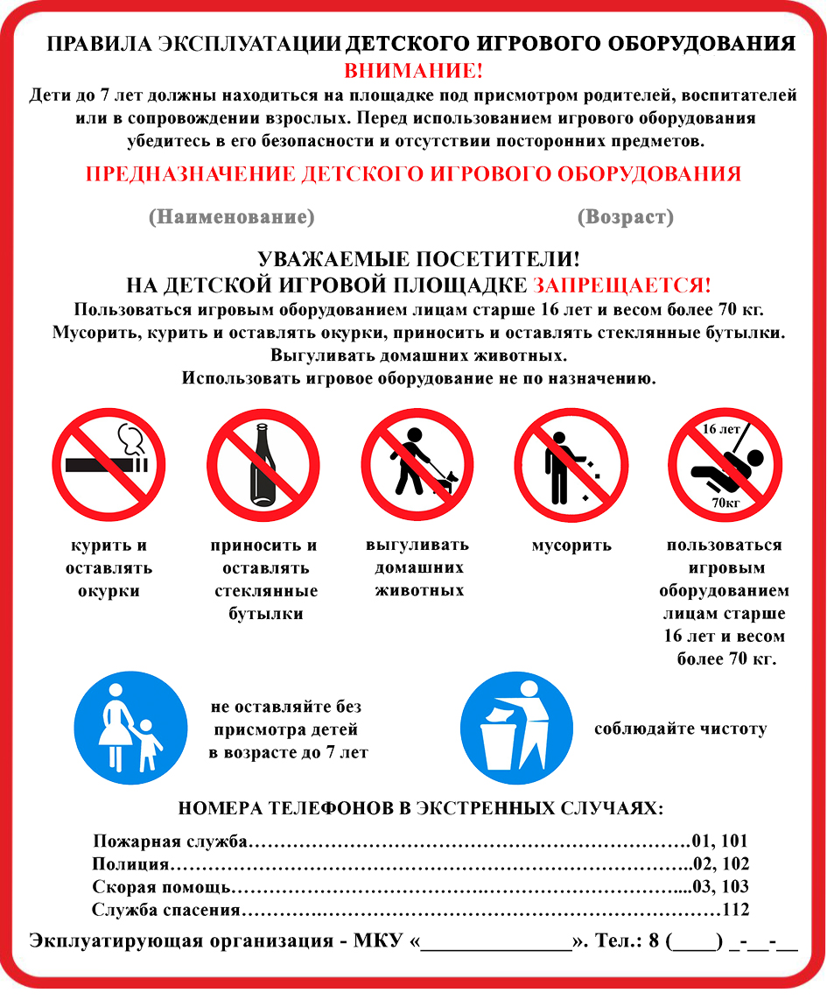 ПРАВИЛА ЭКСПЛУАТАЦИИ ДЕТСКОГО ИГРОВОГО ОБОРУДОВАНИЯ
ВНИМАНИЕ!
Дети до 7 лет должны находиться на площадке под присмотром родителей, воспитателей
или в сопровождении взрослых. Перед использованием игрового оборудования
убедитесь в его безопасности и отсутствии посторонних предметов.
ПРЕДНАЗНАЧЕНИЕ ДЕТСКОГО ИГРОВОГО ОБОРУДОВАНИЯ
(Наименование) (Возраст)
УВАЖАЕМЫЕ ПОСЕТИТЕЛИ!
НА ДЕТСКОЙ ИГРОВОЙ ПЛОЩАДКЕ ЗАПРЕЩАЕТСЯ!
Пользоваться игровым оборудованием лицам старше 16 лет и весом более 70 кг.
Мусорить, курить и оставлять окурки, приносить и оставлять стеклянные бутылки.
Выгуливать домашних животных.
Использовать игровое оборудование не по назначению.
16 лет
70кг
курить и
оставлять
окурки
приносить и
оставлять
стеклянные
бутылки
выгуливать
домашних
животных
мусорить
пользоваться
игровым
оборудованием
лицам старше
16 лет и весом
более 70 кг.
не оставляйте без
присмотра детей
в возрасте до 7 лет
соблюдайте чистоту
НОМЕРА ТЕЛЕФОНОВ В ЭКСТРЕННЫХ СЛУЧАЯХ:
Пожарная служба……………………………………………………………01, 101
Полиция……………………………………………………………………..02, 102
Скорая помощь……………………………………………………………...03, 103
Служба спасения…………………………………………………………………112
Экплуатирующая организация - МКУ «______________». Тел.: 8 (____) _-__-__